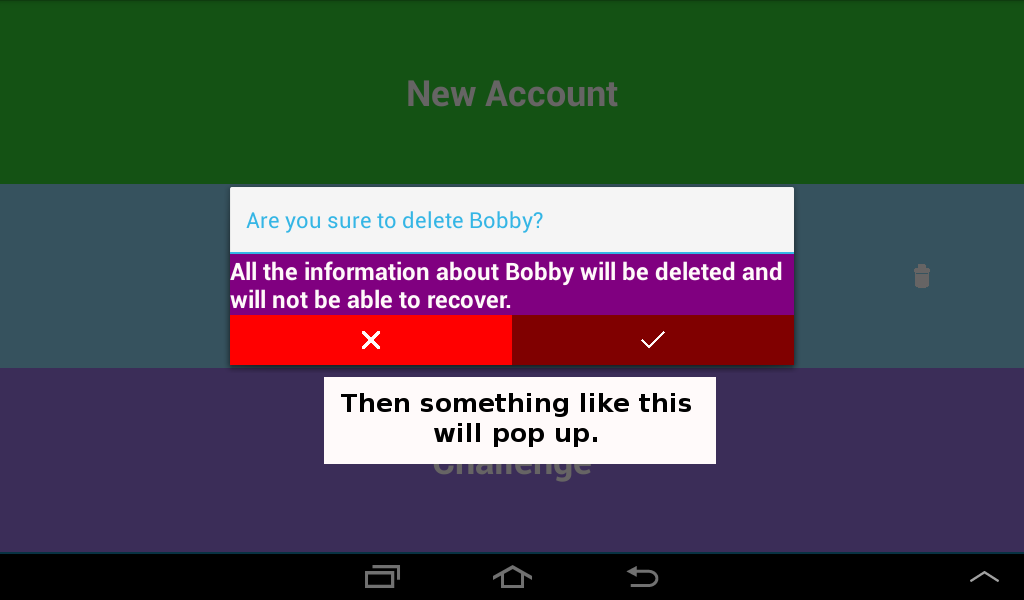 New Account
Are you sure to delete Bobby?
All the information about Bobby will be deleted and
will not be able to recover.
Then something like this
will pop up.
Challenge